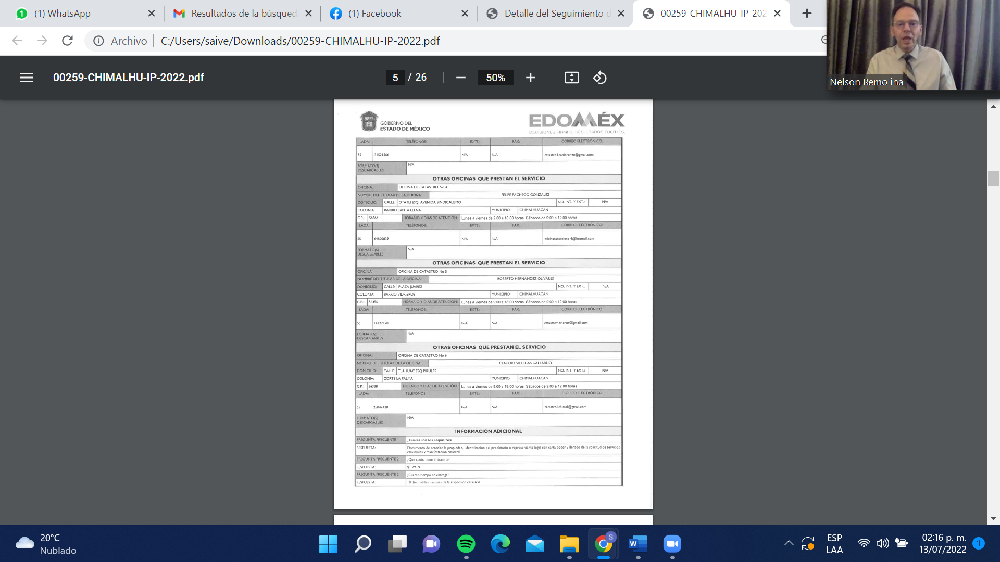 (1) WhatsApp
Resultados de la búsqued
(1) Facebook
Detalle del Seguimiento d
00259-CHIMALHU-IP-202
Archivo
C:/Users/saive/Downloads/00259-CHIMALHU-IP-2022.pdf
00259-CHIMALHU-IP-2022.pdf
5 / 26
50%
Nelson Remolina
GOBIERNO DEL
ESTADO DE MÉXICO
EDOMÉX
DECISIONES FIRMES, RESULTADOS FUERTES.
LADA: TELÉFONOS: EXTS.: FAX: CORREO ELECTRÓNICO:
55 31521566 N/A N/A catastro3.sanlorenzo@gmail.com
FORMATO(S) DESCARGABLES N/A
OTRAS OFICINAS QUE PRESTAN EL SERVICIO
OFICINA: OFICINA DE CATASTRO No 4
NOMBRE DEL TITULAR DE LA OFICINA: FELIPE PACHECO GONZALEZ
DOMICILIO: CALLE: OTATLI ESQ. AVENIDA SINDICALISMO NO. INT. Y EXT.: N/A
COLONIA: BARRIO SANTA ELENA MUNICIPIO: CHIMALHUACAN
C.P.: 56364 HORARIO Y DÍAS DE ATENCIÓN: Lunes a viernes de 9:00 a 18:00 horas, Sábados de 9:00 a 12:00 horas
LADA: TELÉFONOS: EXTS.: FAX: CORREO ELECTRÓNICO:
55 64820839 N/A N/A oficinasantaelena-4@hotmail.com
FORMATO(S) DESCARGABLES N/A
OTRAS OFICINAS QUE PRESTAN EL SERVICIO
OFICINA: OFICINA DE CATASTRO No 5
NOMBRE DEL TITULAR DE LA OFICINA: ROBERTO HERNANDEZ OLIVARES
DOMICILIO: CALLE: PLAZA JUAREZ NO. INT. Y EXT.: N/A
COLONIA: BARRIO VIDRIEROS MUNICIPIO: CHIMALHUACAN
C.P.: 56356 HORARIO Y DÍAS DE ATENCIÓN: Lunes a viernes de 9:00 a 18:00 horas, Sábados de 9:00 a 12:00 horas
LADA: TELÉFONOS: EXTS.: FAX: CORREO ELECTRÓNICO:
55 14127170 N/A N/A catastrovidrieros05gmail.com
FORMATO(S) DESCARGABLES N/A
OTRAS OFICINAS QUE PRESTAN EL SERVICIO
OFICINA: OFICINA DE CATASTRO No 6
NOMBRE DEL TITULAR DE LA OFICINA: CLAUDIO VILLEGAS GALLARDO
DOMICILIO: CALLE: TLAHUAC ESQ PIRULES NO. INT. Y EXT.: N/A
COLONIA: CORTE LA PALMA MUNICIPIO: CHIMALHUACAN
C.P.: 56338 HORARIO Y DÍAS DE ATENCIÓN: Lunes a viernes de 9:00 a 18:00 horas, Sábados de 9:00 a 12:00 horas
LADA: TELÉFONOS: EXTS.: FAX: CORREO ELECTRÓNICO:
55 25047428 N/A N/A catastro6chimal@gmail.com
FORMATO(S) DESCARGABLES N/A
INFORMACIÓN ADICIONAL
PREGUNTA FRECUENTE 1: ¿Cuáles son los requisitos?
RESPUESTA: Documento de acredite la propiedad, identificación del propietario o representante legal con carta poder y llenado de la solicitud de servicios
catastrales y manifestación catastral
PREGUNTA FRECUENTE 2: ¿Que costo tiene el tramite?
RESPUESTA: $ 129.89
PREGUNTA FRECUENTE 3: ¿Cuánto tiempo se entrega?
RESPUESTA: 10 días hábiles después de la inspección catastral
20°C
Nublado
S
ESP
LAA
02:16 p. m.
13/07/2022
1